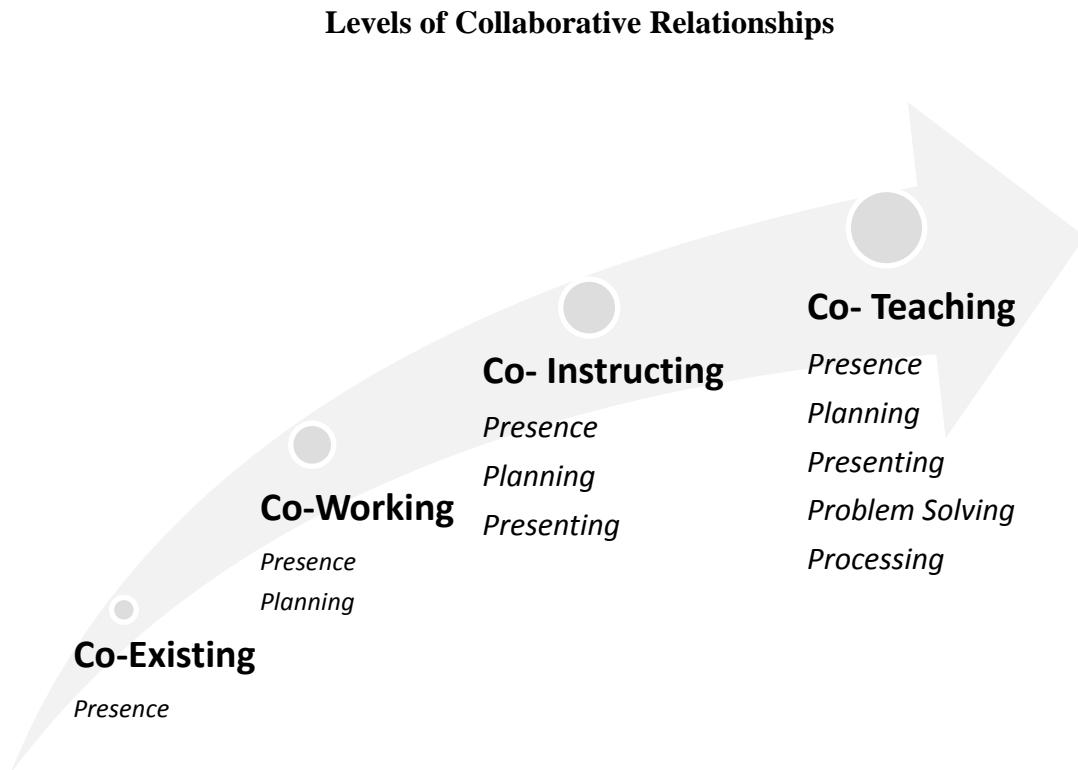 Levels of Collaborative Relationships
Co-Existing
Presence
Co-Working
Presence
Planning
Co- Instructing
Presence
Planning
Presenting
Co- Teaching
Presence
Planning
Presenting
Problem Solving
Processing